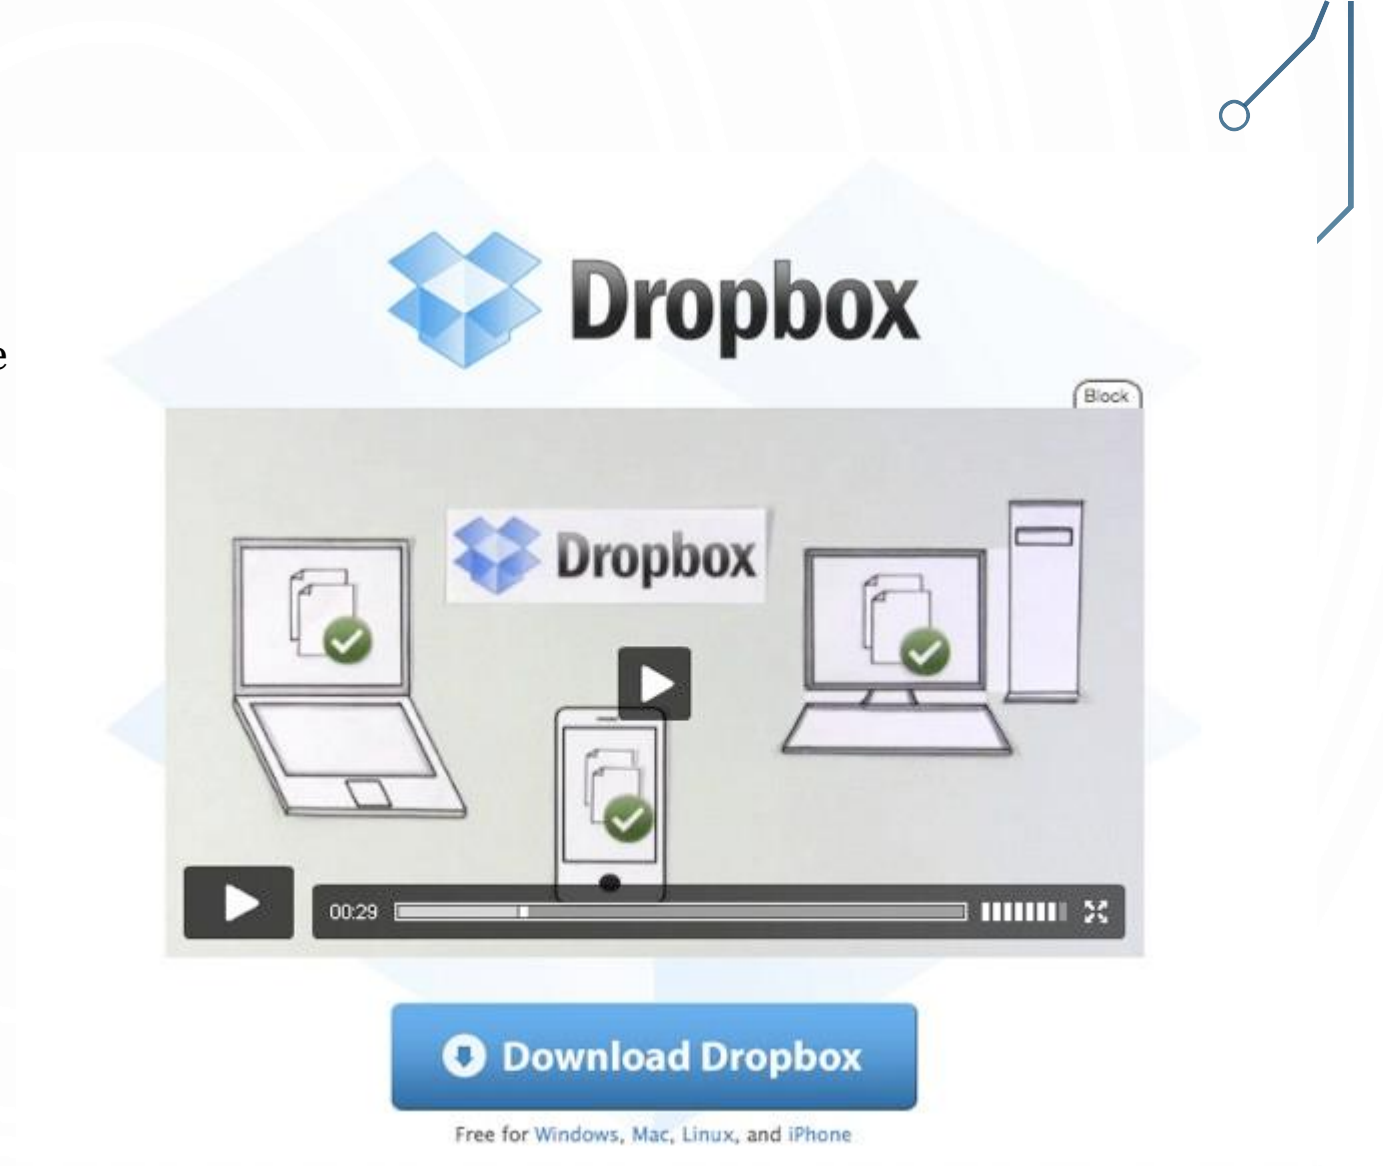 Dropbox
e
Block
Dropbox
00:29
Download Dropbox
Free for Windows, Mac, Linux, and iPhone